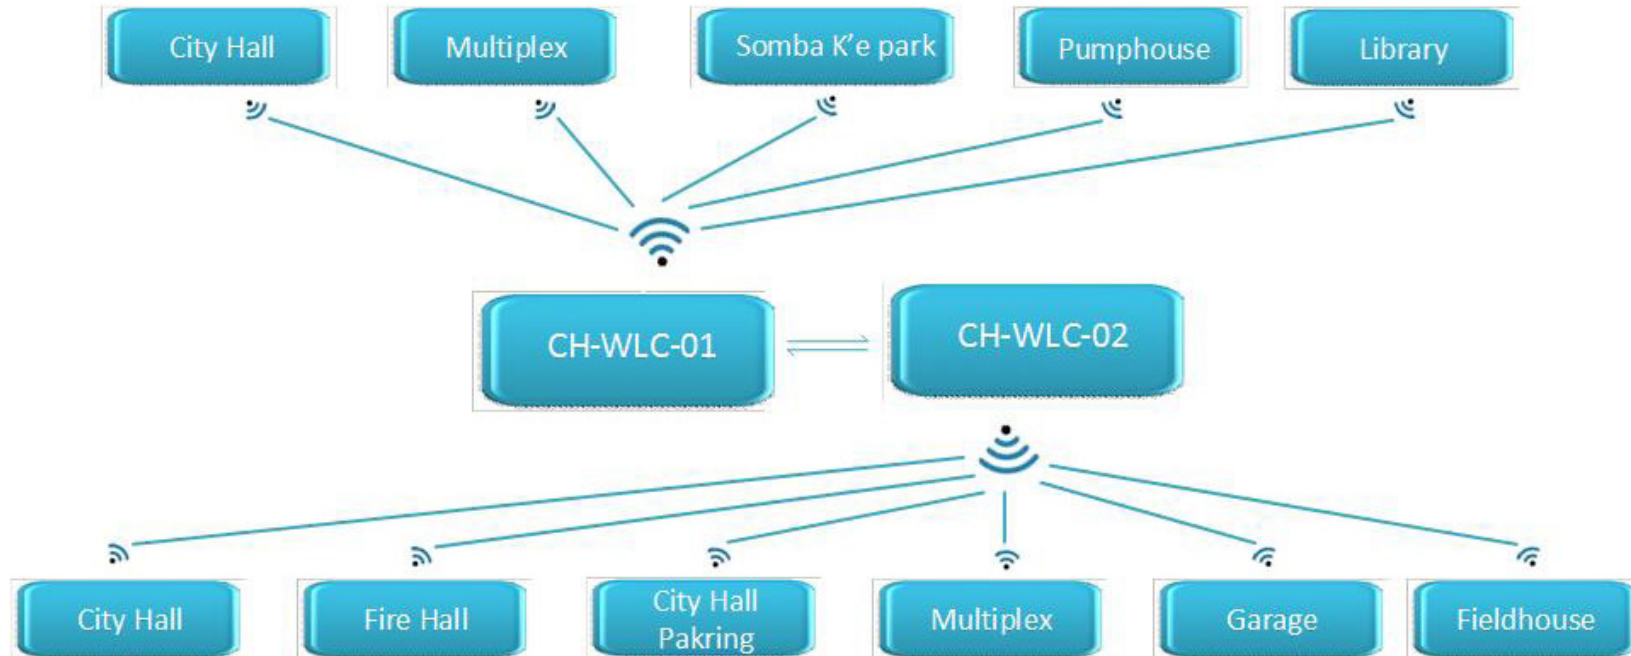 City Hall
Multiplex
Somba K'e park
Pumphouse
Library
CH-WLC-01
CH-WLC-02
City Hall
Fire Hall
City Hall
Pakring
Multiplex
Garage
Fieldhouse